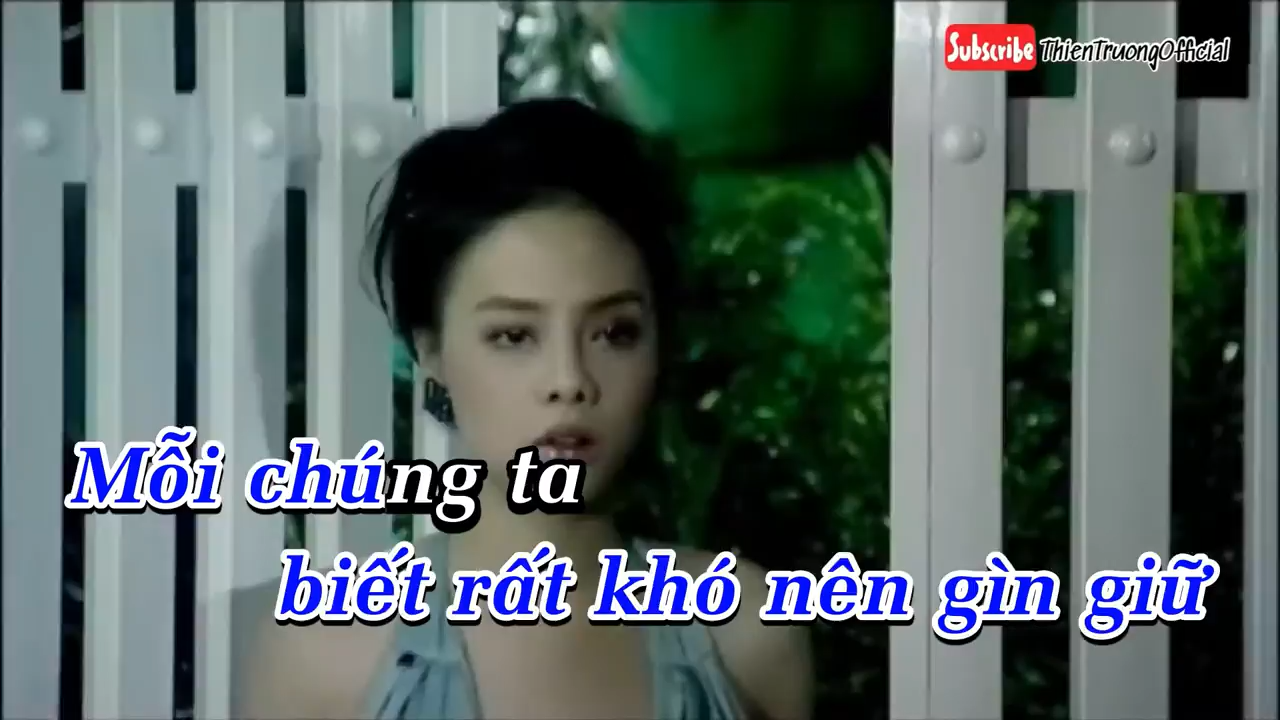 Subscribe ThienTruongOfficial
Mỗi chúng ta
biết rất khó nên gìn giữ